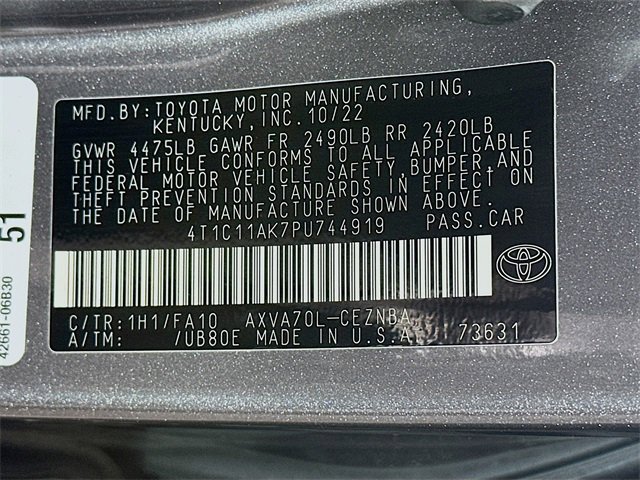 MFD.BY:TOYOTA MOTOR MANUFACTURING,
KENTUCKY,INC.10/22
GVWR 4475LB GAWR FR 2490LB RR 2420LB
THIS VEHICLE CONFORMS TO ALL APPLICABLE
FEDERAL MOTOR VEHICLE SAFETY,BUMPER,AND
THEFT PREVENTION STANDARDS IN EFFECT ON
THE DATE OF MANUFACTURE SHOWN ABOVE.
4T1C11AK7PU744919 PASS.CAR
C/TR:1H1/FA10 AXVA70L-CEZNBA
A/TM: /UB80E MADE IN U.S.A. 73631
51
42661-06B30